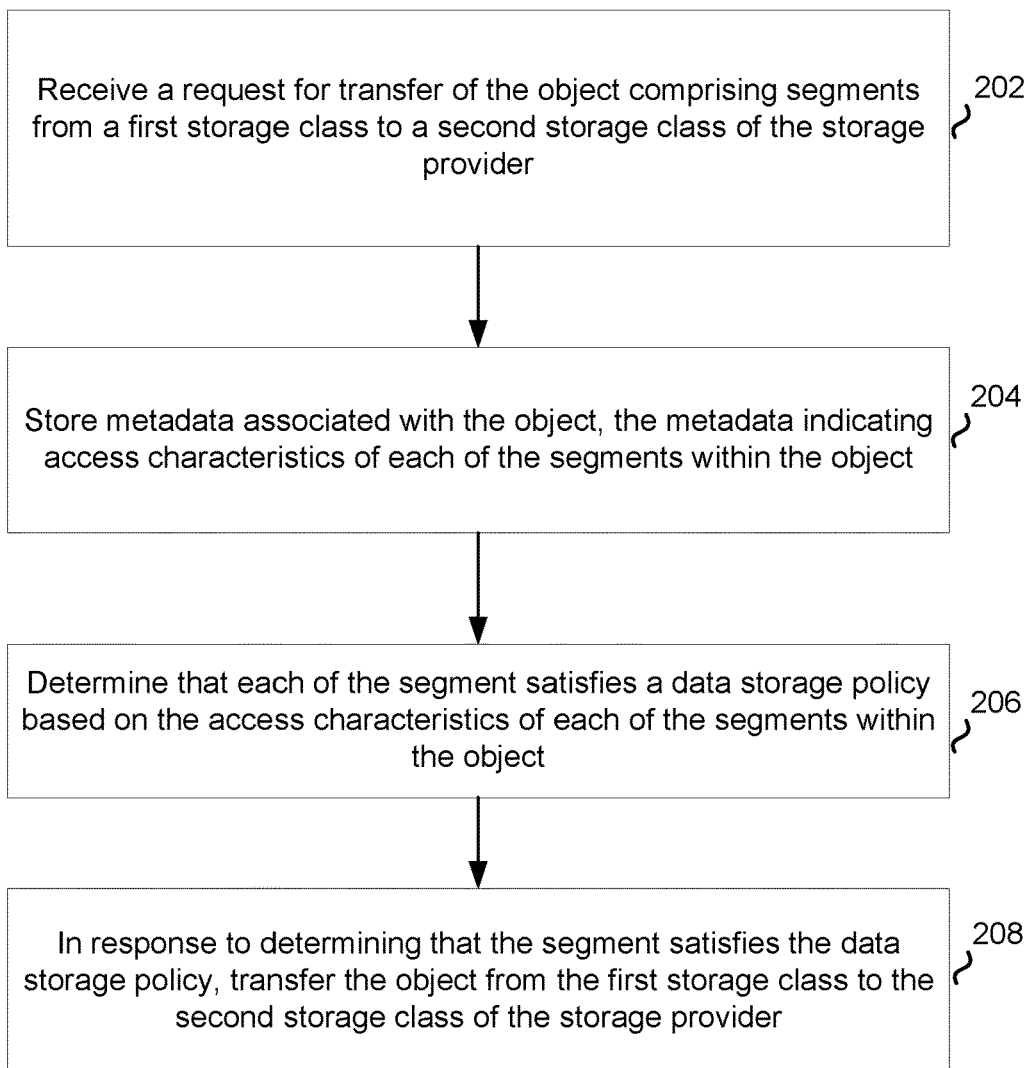 Receive a request for transfer of the object comprising segments
from a first storage class to a second storage class of the storage
provider
202
Store metadata associated with the object, the metadata indicating
access characteristics of each of the segments within the object
204
Determine that each of the segment satisfies a data storage policy
based on the access characteristics of each of the segments within
the object
206
In response to determining that the segment satisfies the data
storage policy, transfer the object from the first storage class to the
second storage class of the storage provider
208